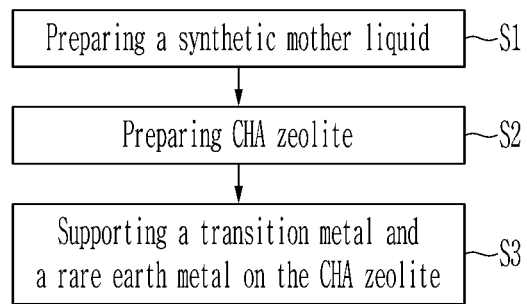 Preparing a synthetic mother liquid
S1
Preparing CHA zeolite
S2
Supporting a transition metal and
a rare earth metal on the CHA zeolite
S3